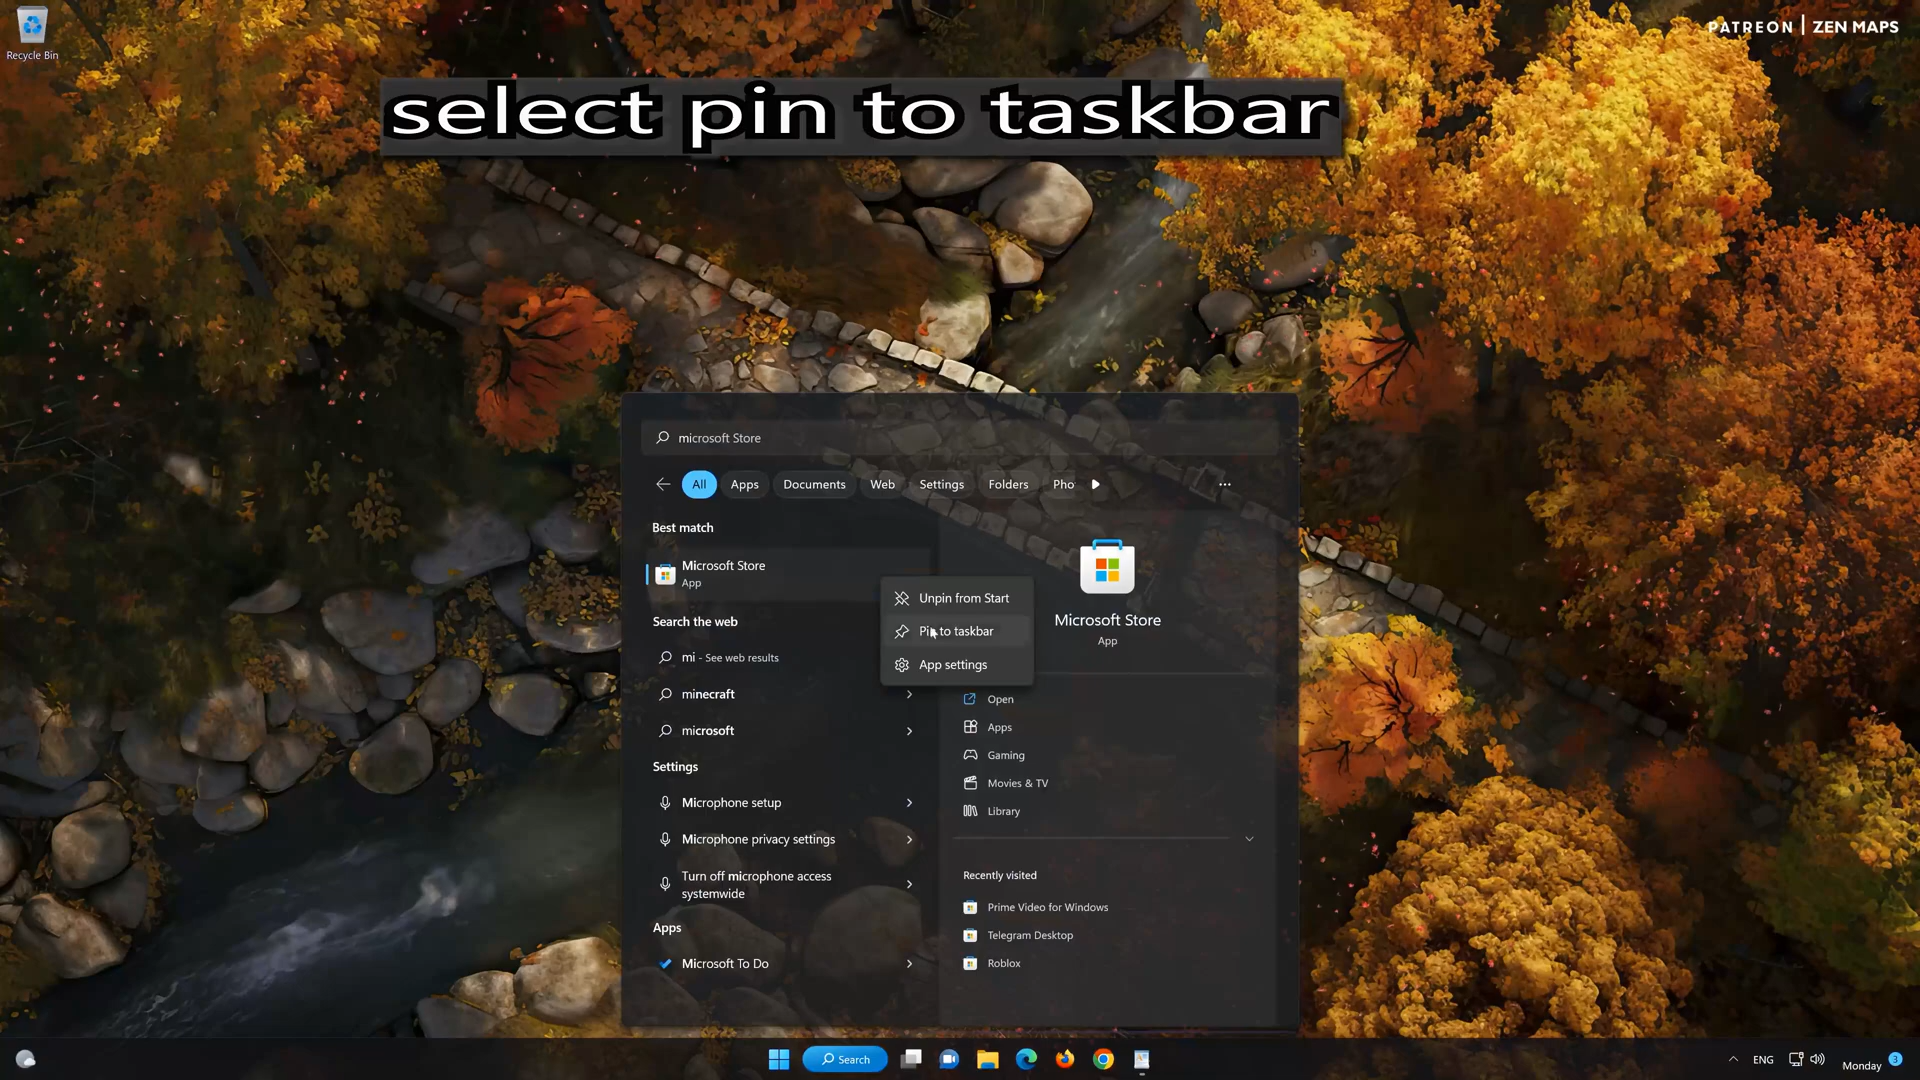 Recycle Bin
PATREON | ZEN MAPS
select pin to taskbar
microsoft Store
All Apps Documents Web Settings Folders Pho
Best match
Microsoft Store
App
Unpin from Start
Pin to taskbar
App settings
Search the web
mi - See web results
minecraft
microsoft
Settings
Microphone setup
Microphone privacy settings
Turn off microphone access
systemwide
Apps
Microsoft To Do
Microsoft Store
App
Open
Apps
Gaming
Movies & TV
Library
Recently visited
Prime Video for Windows
Telegram Desktop
Roblox
Search
ENG
Monday
3